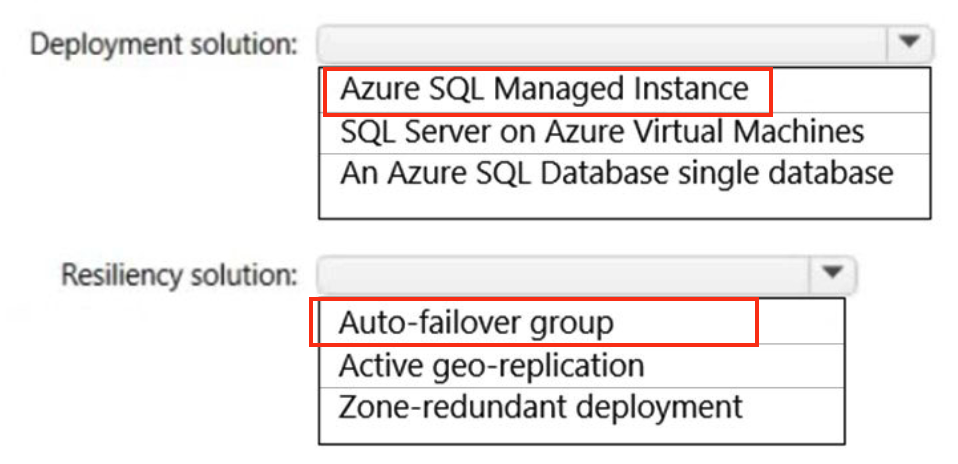 Deployment solution:
Azure SQL Managed Instance
SQL Server on Azure Virtual Machines
An Azure SQL Database single database
Resiliency solution:
Auto-failover group
Active geo-replication
Zone-redundant deployment